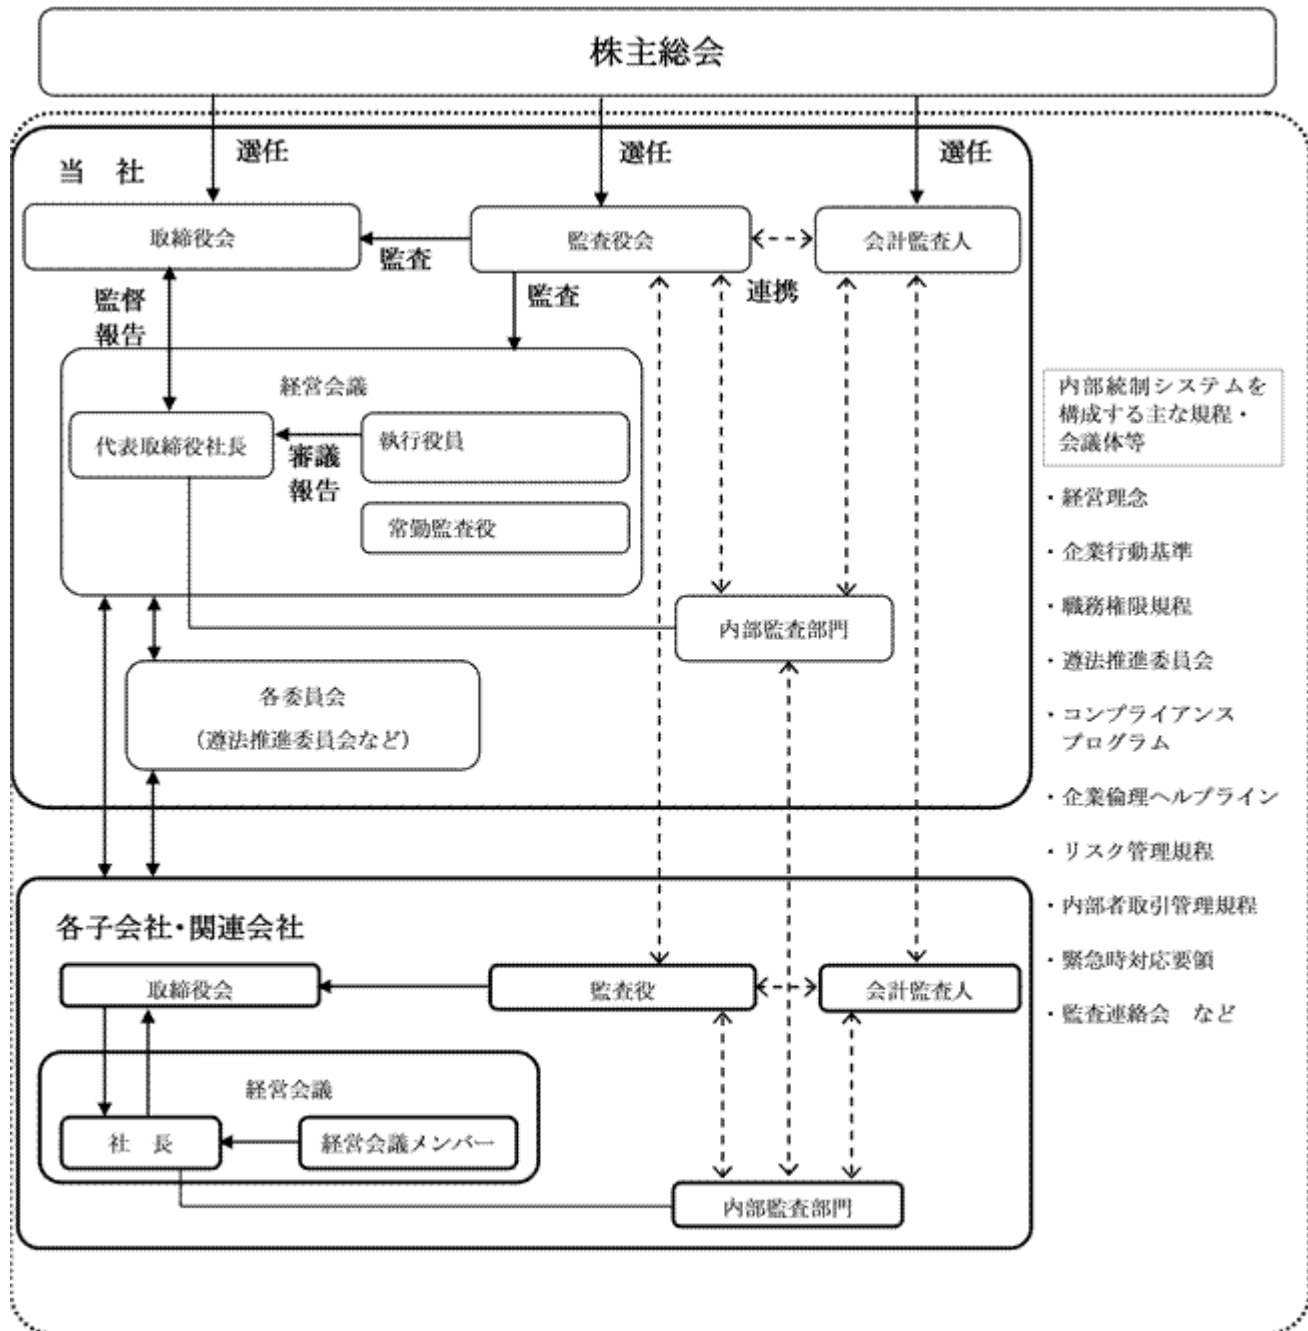 株主総会
選任
選任
選任
当　社
取締役会
監査役会
会計監査人
監査
監督
報告
監査
連携
経営会議
代表取締役社長
審議
報告
執行役員
常勤監査役
内部監査部門
各委員会
（遵法推進委員会など）
内部統制システムを
構成する主な規程・
会議体等
・経営理念
・企業行動基準
・職務権限規程
・遵法推進委員会
・コンプライアンス
プログラム
・企業倫理ヘルプライン
・リスク管理規程
・内部者取引管理規程
・緊急時対応要領
・監査連絡会　など
各子会社・関連会社
取締役会
監査役
会計監査人
経営会議
社　長
経営会議メンバー
内部監査部門